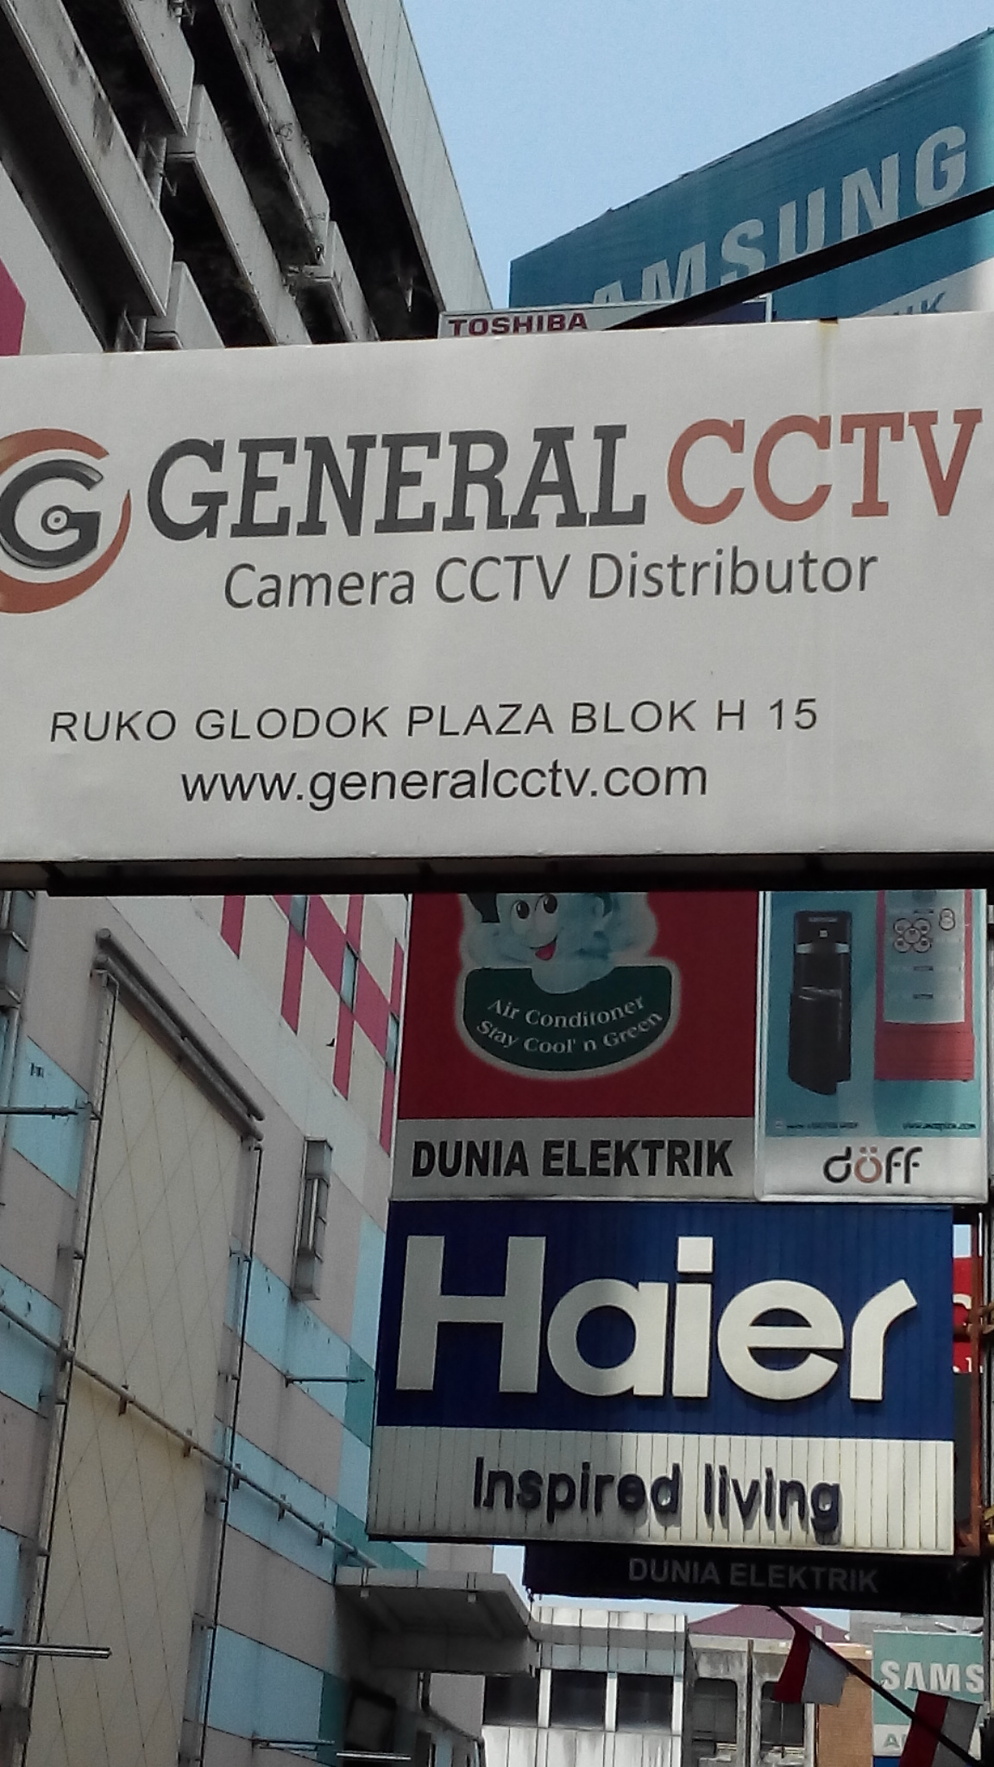 SAMSUNG
TOSHIBA
G
GENERAL CCTV
Camera CCTV Distributor
RUKO GLODOK PLAZA BLOK H 15
www.generalcctv.com
Air Conditoner
Stay Cool' n Green
DUNIA ELEKTRIK
döff
Haier
Inspired living
DUNIA ELEKTRIK
SAMS